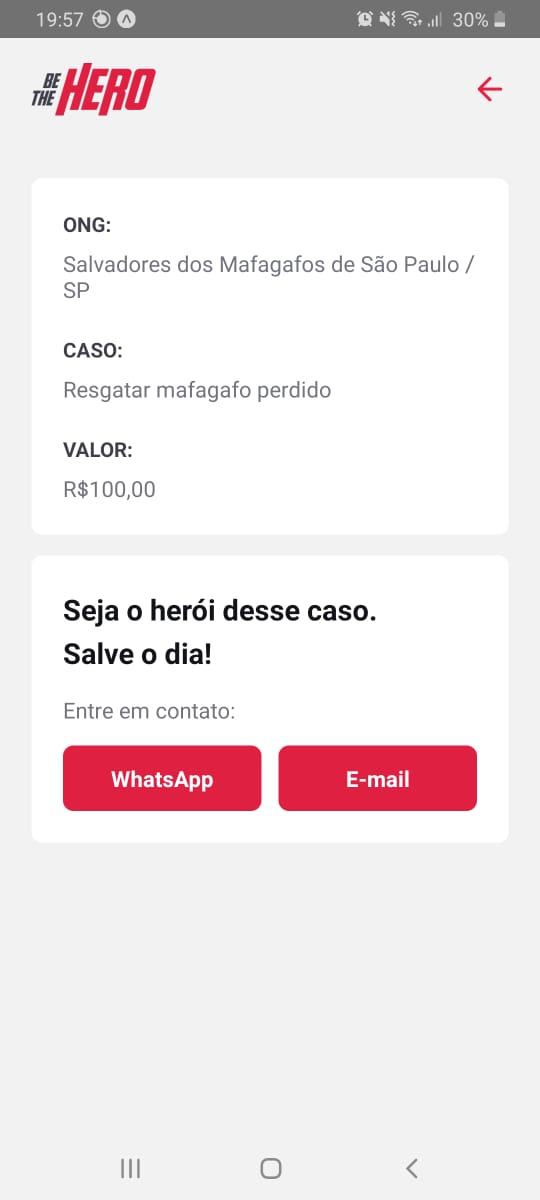 19:57
30%
BE
THE HERO
ONG:
Salvadores dos Mafagafos de São Paulo /
SP
CASO:
Resgatar mafagafo perdido
VALOR:
R$100,00
Seja o herói desse caso.
Salve o dia!
Entre em contato:
WhatsApp
E-mail